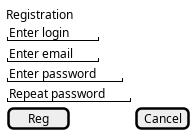 Registration
Enter login
Enter email
Enter password
Repeat password
Reg Cancel